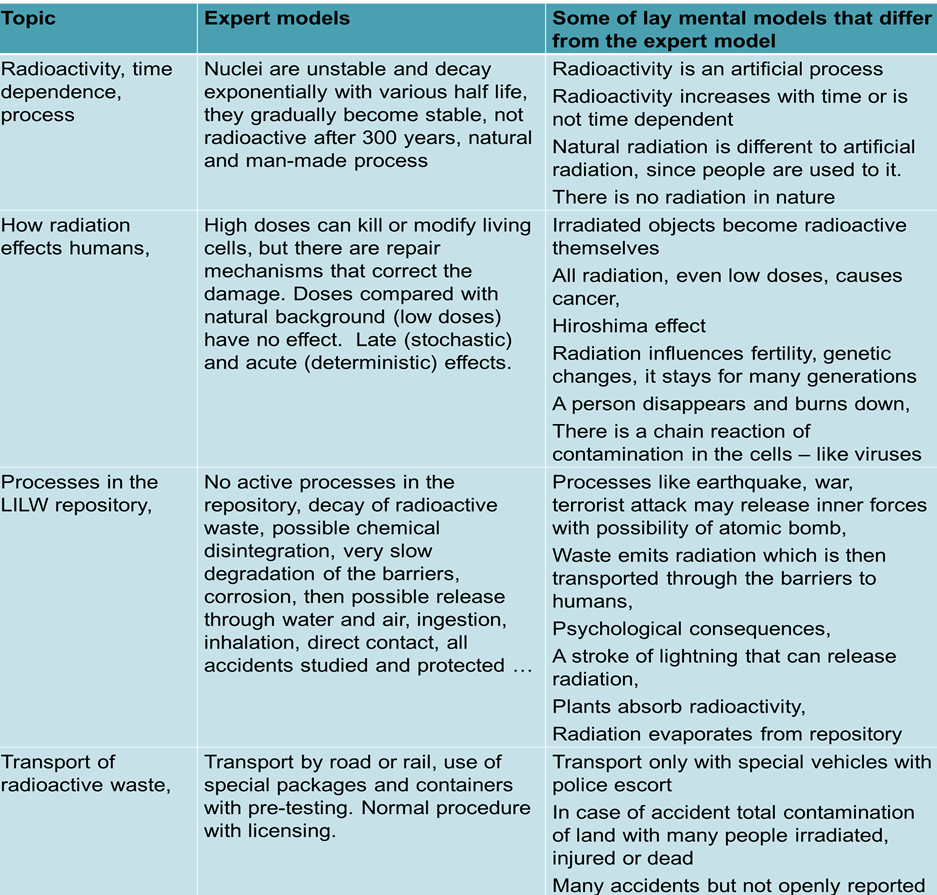 Topic
Expert models
Some of lay mental models that differ
from the expert model
Radioactivity, time
dependence,
process
Nuclei are unstable and decay
exponentially with various half life,
they gradually become stable, not
radioactive after 300 years, natural
and man-made process
Radioactivity is an artificial process
Radioactivity increases with time or is
not time dependent
Natural radiation is different to artificial
radiation, since people are used to it.
There is no radiation in nature
How radiation
effects humans,
High doses can kill or modify living
cells, but there are repair
mechanisms that correct the
damage. Doses compared with
natural background (low doses)
have no effect.  Late (stochastic)
and acute (deterministic) effects.
Irradiated objects become radioactive
themselves
All radiation, even low doses, causes
cancer,
Hiroshima effect
Radiation influences fertility, genetic
changes, it stays for many generations
A person disappears and burns down,
There is a chain reaction of
contamination in the cells – like viruses
Processes in the
LILW repository,
No active processes in the
repository, decay of radioactive
waste, possible chemical
disintegration, very slow
degradation of the barriers,
corrosion, then possible release
through water and air, ingestion,
inhalation, direct contact, all
accidents studied and protected …
Processes like earthquake, war,
terrorist attack may release inner forces
with possibility of atomic bomb,
Waste emits radiation which is then
transported through the barriers to
humans,
Psychological consequences,
A stroke of lightning that can release
radiation,
Plants absorb radioactivity,
Radiation evaporates from repository
Transport of
radioactive waste,
Transport by road or rail, use of
special packages and containers
with pre-testing. Normal procedure
with licensing.
Transport only with special vehicles with
police escort
In case of accident total contamination
of land with many people irradiated,
injured or dead
Many accidents but not openly reported